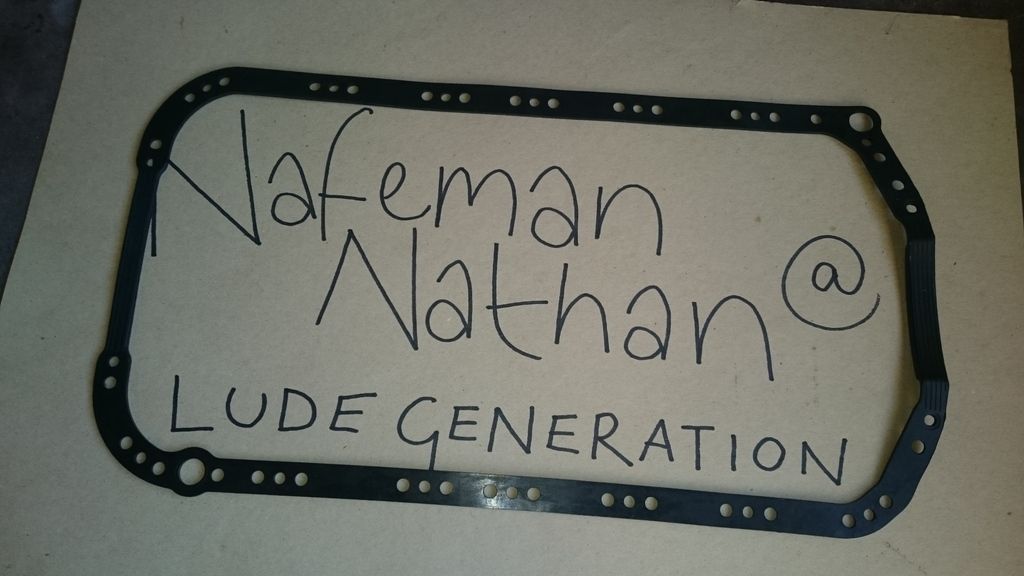 Nafeman
Nathan @
LUDE GENERATION